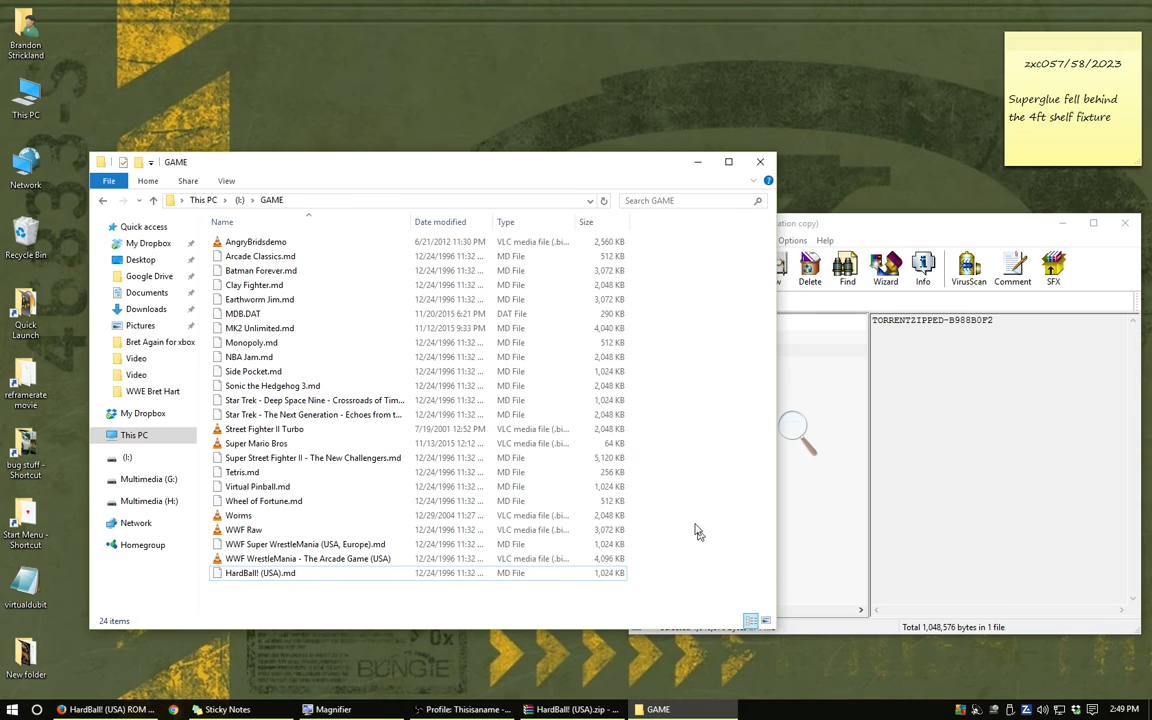 Brandon
Strickland
This PC
Network
Recycle Bin
Quick
Launch
reframerate
movie
bug stuff -
Shortcut
Start Menu -
Shortcut
virtualdubit
New folder
zxc057/58/2023
Superglue fell behind
the 4ft shelf fixture
GAME
File Home Share View
This PC (I:) GAME
Search GAME
Name Date modified Type Size
Quick access
My Dropbox
Desktop
Google Drive
Documents
Downloads
Pictures
Bret Again for xbox
Video
Video
WWE Bret Hart
My Dropbox
This PC
(I:)
Multimedia (G:)
Multimedia (H:)
Network
Homegroup
AngryBridsdemo 6/21/2012 11:30 PM VLC media file (.bi... 2,560 KB
Arcade Classics.md 12/24/1996 11:32 ... MD File 512 KB
Batman Forever.md 12/24/1996 11:32 ... MD File 3,072 KB
Clay Fighter.md 12/24/1996 11:32 ... MD File 2,048 KB
Earthworm Jim.md 12/24/1996 11:32 ... MD File 3,072 KB
MDB.DAT 11/20/2015 6:21 PM DAT File 290 KB
MK2 Unlimited.md 11/12/2015 9:33 PM MD File 4,040 KB
Monopoly.md 12/24/1996 11:32 ... MD File 512 KB
NBA Jam.md 12/24/1996 11:32 ... MD File 2,048 KB
Side Pocket.md 12/24/1996 11:32 ... MD File 1,024 KB
Sonic the Hedgehog 3.md 12/24/1996 11:32 ... MD File 2,048 KB
Star Trek - Deep Space Nine - Crossroads of Tim... 12/24/1996 11:32 ... MD File 1,024 KB
Star Trek - The Next Generation - Echoes from t... 12/24/1996 11:32 ... MD File 2,048 KB
Street Fighter II Turbo 7/19/2001 12:52 PM VLC media file (.bi... 2,048 KB
Super Mario Bros 11/13/2015 12:12 ... VLC media file (.bi... 64 KB
Super Street Fighter II - The New Challengers.md 12/24/1996 11:32 ... MD File 5,120 KB
Tetris.md 12/24/1996 11:32 ... MD File 256 KB
Virtual Pinball.md 12/24/1996 11:32 ... MD File 1,024 KB
Wheel of Fortune.md 12/24/1996 11:32 ... MD File 512 KB
Worms 12/29/2004 11:27 ... VLC media file (.bi... 2,048 KB
WWF Raw 12/24/1996 11:32 ... VLC media file (.bi... 3,072 KB
WWF Super WrestleMania (USA, Europe).md 12/24/1996 11:32 ... MD File 1,024 KB
WWF WrestleMania - The Arcade Game (USA) 12/24/1996 11:32 ... VLC media file (.bi... 4,096 KB
HardBall! (USA).md 12/24/1996 11:32 ... MD File 1,024 KB
24 items
ation copy)
Options Help
w Delete Find Wizard Info VirusScan Comment SFX
TORRENTZIPPED-B988B0F2
Total 1,048,576 bytes in 1 file
BUNGiE
HardBall! (USA) ROM ... Sticky Notes Magnifier Profile: Thisisaname -... HardBall! (USA).zip - ... GAME 2:49 PM